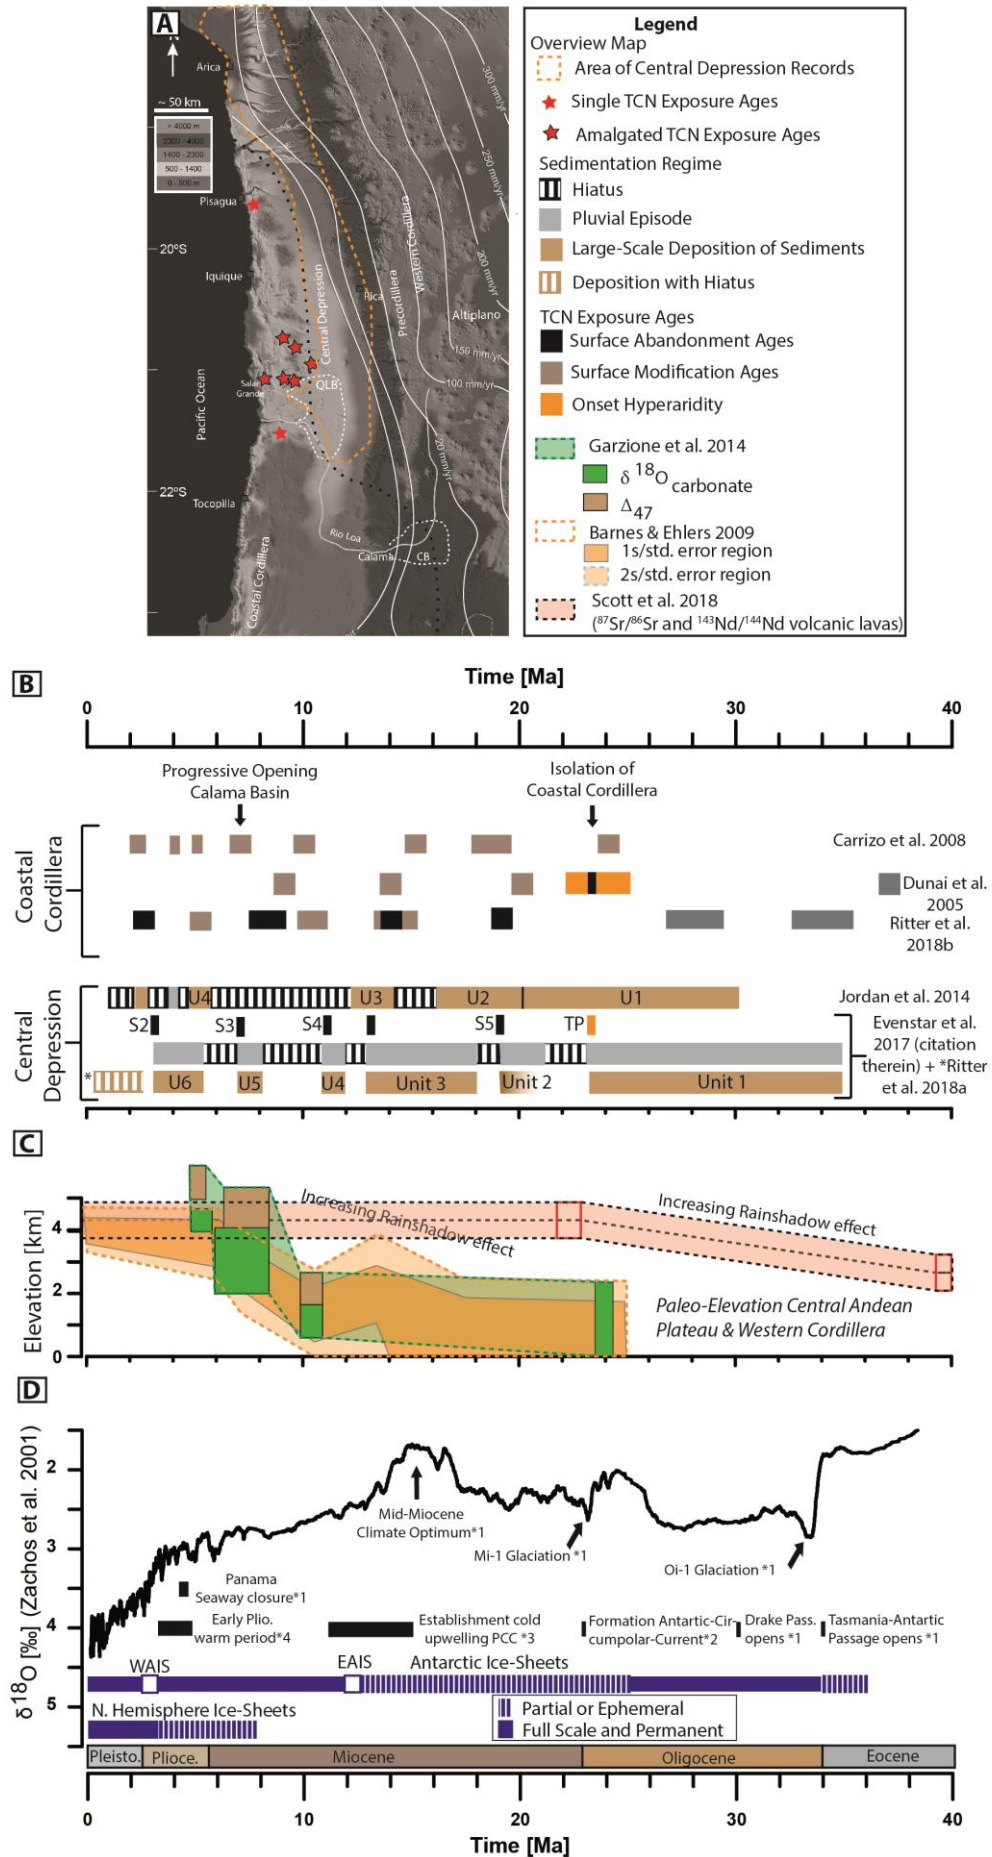 A
N
Arica
~ 50 km
> 4000 m
2300 - 4000
1400 - 2300
500 - 1400
0 - 500 m
Pisagua
20°S
Iquique
Pica
Central Depression
Precordillera
Western Cordillera
Altiplano
300 mm/yr
250 mm/yr
200 mm/yr
150 mm/yr
100 mm/yr
20 mm/yr
Pacific Ocean
Salar
Grande
QLB
22°S
Tocopilla
Rio Loa
Calama
CB
Coastal Cordillera
Legend
Overview Map
Area of Central Depression Records
Single TCN Exposure Ages
Amalgated TCN Exposure Ages
Sedimentation Regime
Hiatus
Pluvial Episode
Large-Scale Deposition of Sediments
Deposition with Hiatus
TCN Exposure Ages
Surface Abandonment Ages
Surface Modification Ages
Onset Hyperaridity
Garzione et al. 2014
δ 18O carbonate
Δ47
Barnes & Ehlers 2009
1s/std. error region
2s/std. error region
Scott et al. 2018
(87Sr/86Sr and 143Nd/144Nd volcanic lavas)
B
Time [Ma]
0 10 20 30 40
Progressive Opening
Calama Basin
Isolation of
Coastal Cordillera
Coastal
Cordillera
Carrizo et al. 2008
Dunai et al.
2005
Ritter et al.
2018b
Central
Depression
U4 U3 U2 U1
Jordan et al. 2014
S2 S3 S4 S5 TP
Evenstar et al.
2017 (citation
therein) + *Ritter
et al. 2018a
* U6 U5 U4 Unit 3 Unit 2 Unit 1
C
Elevation [km]
4
2
0
Increasing Rainshadow effect
Increasing Rainshadow effect
Paleo-Elevation Central Andean
Plateau & Western Cordillera
D
δ18O [‰] (Zachos et al. 2001)
2
3
4
5
Mid-Miocene
Climate Optimum*1
Mi-1 Glaciation *1
Oi-1 Glaciation *1
Panama
Seaway closure*1
Early Plio.
warm period*4
Establishment cold
upwelling PCC *3
Formation Antartic-Cir-
cumpolar-Current*2
Drake Pass.
opens *1
Tasmania-Antartic
Passage opens *1
WAIS
EAIS
Antarctic Ice-Sheets
N. Hemisphere Ice-Sheets
Partial or Ephemeral
Full Scale and Permanent
Pleisto. Plioce. Miocene Oligocene Eocene
0 10 20 30 40
Time [Ma]